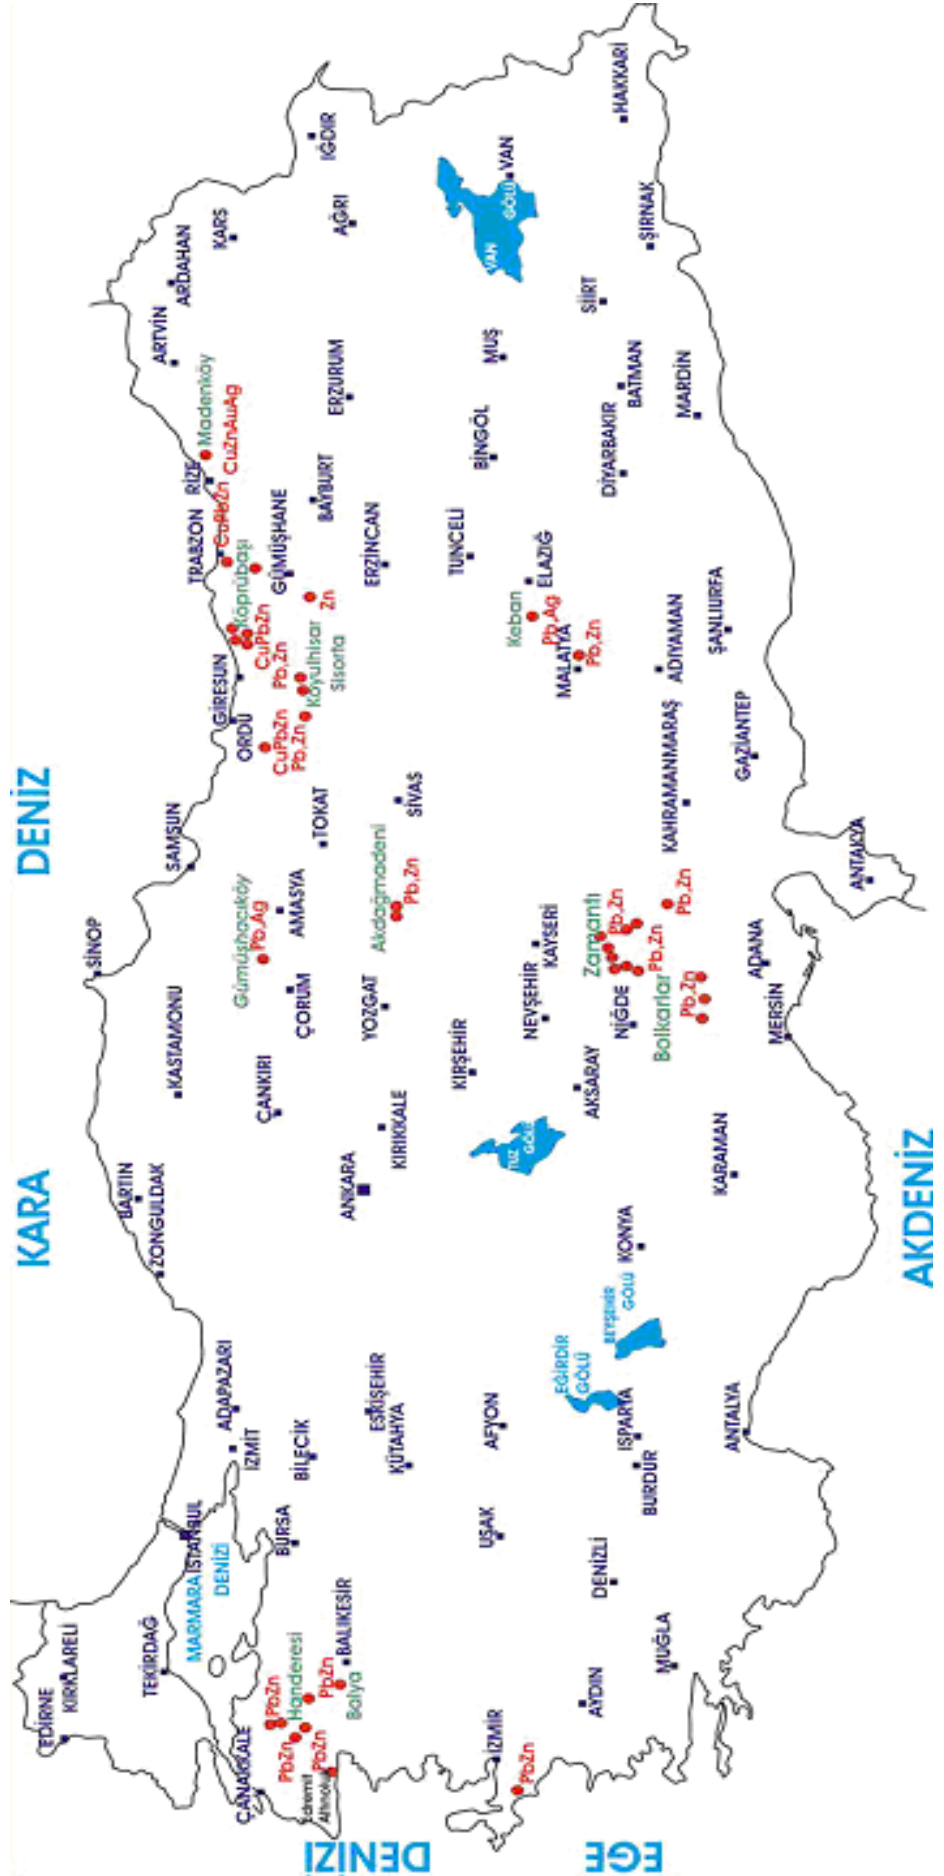 KARA
DENİZ
SİNOP
EDİRNE
KIRKLARELİ
TEKİRDAĞ
İSTANBUL
MARMARA
DENİZİ
İZMİT
ADAPAZARI
ZONGULDAK
BARTIN
KASTAMONU
SAMSUN
ORDU
GİRESUN
TRABZON
RİZE
ARTVİN
ARDAHAN
KARS
Madenköy
CuZnAuAg
CuPbZn
Köprübaşı
CuPbZn
GÜMÜŞHANE
Zn
Pb,Zn
Koyulhisar
Sisorta
CuPbZn
Pb,Zn
BAYBURT
IĞDIR
AĞRI
ERZURUM
ERZİNCAN
TOKAT
AMASYA
Gümüşhacıköy
Pb,Ag
ÇORUM
ÇANKIRI
ANKARA
KIRIKKALE
YOZGAT
Akdağmadeni
Pb,Zn
SİVAS
ÇANAKKALE
PbZn
Handeresi
PbZn
PbZn
Edremit
PbZn
Balya
BALIKESİR
BURSA
BİLECİK
ESKİŞEHİR
KÜTAHYA
DENİZİ
EGE
İZMİR
PbZn
UŞAK
AFYON
KIRŞEHİR
TUZ
GÖLÜ
NEVŞEHİR
KAYSERİ
AKSARAY
NİĞDE
Zamantı
Pb,Zn
Pb,Zn
Pb,Zn
Bolkarlar
Pb,Zn
TUNCELİ
BİNGÖL
MUŞ
VAN
GÖLÜ
VAN
ELAZIĞ
Keban
Pb,Ag
MALATYA
Pb,Zn
DİYARBAKIR
BATMAN
SİİRT
ŞIRNAK
HAKKARİ
MARDİN
ŞANLIURFA
ADIYAMAN
KAHRAMANMARAŞ
GAZİANTEP
ANTAKYA
ADANA
MERSİN
KARAMAN
KONYA
BEYŞEHİR
GÖLÜ
EĞİRDİR
GÖLÜ
ISPARTA
BURDUR
ANTALYA
DENİZLİ
AYDIN
MUĞLA
AKDENİZ